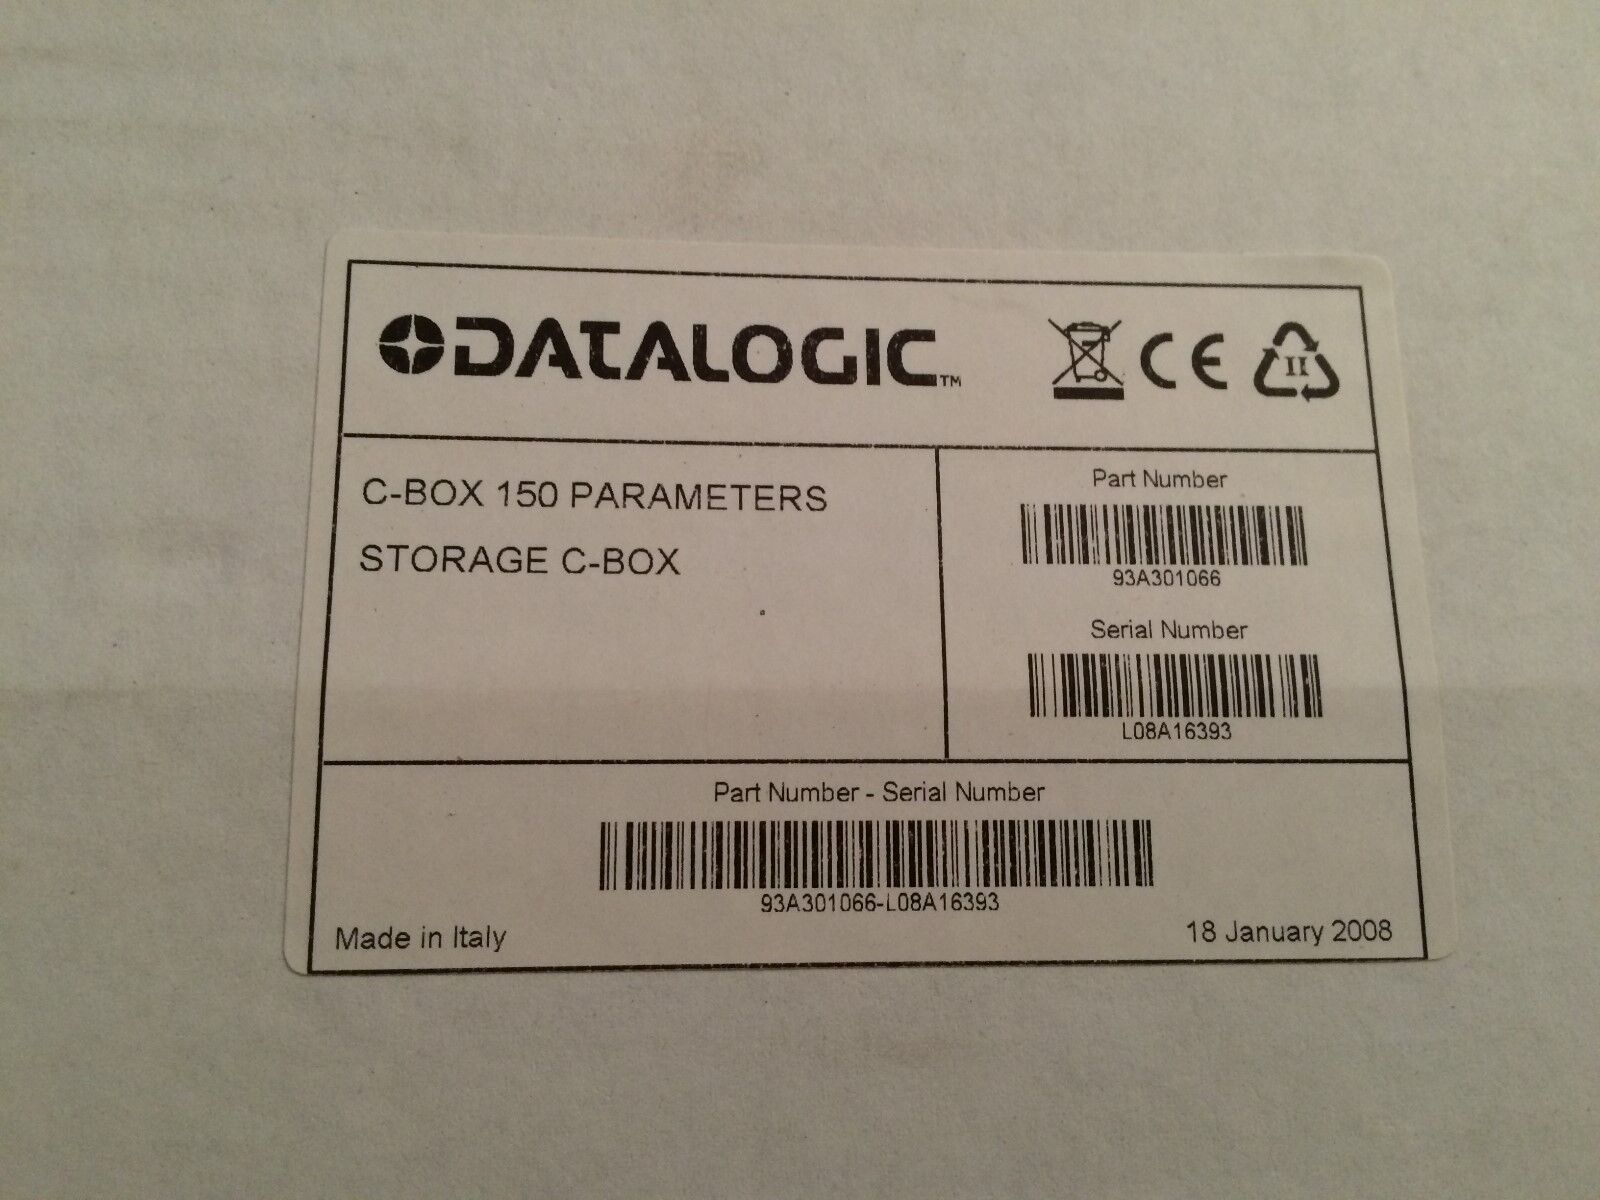 DATALOGIC™
CE
C-BOX 150 PARAMETERS
STORAGE C-BOX
Part Number
93A301066
Serial Number
L08A16393
Part Number - Serial Number
93A301066-L08A16393
Made in Italy
18 January 2008